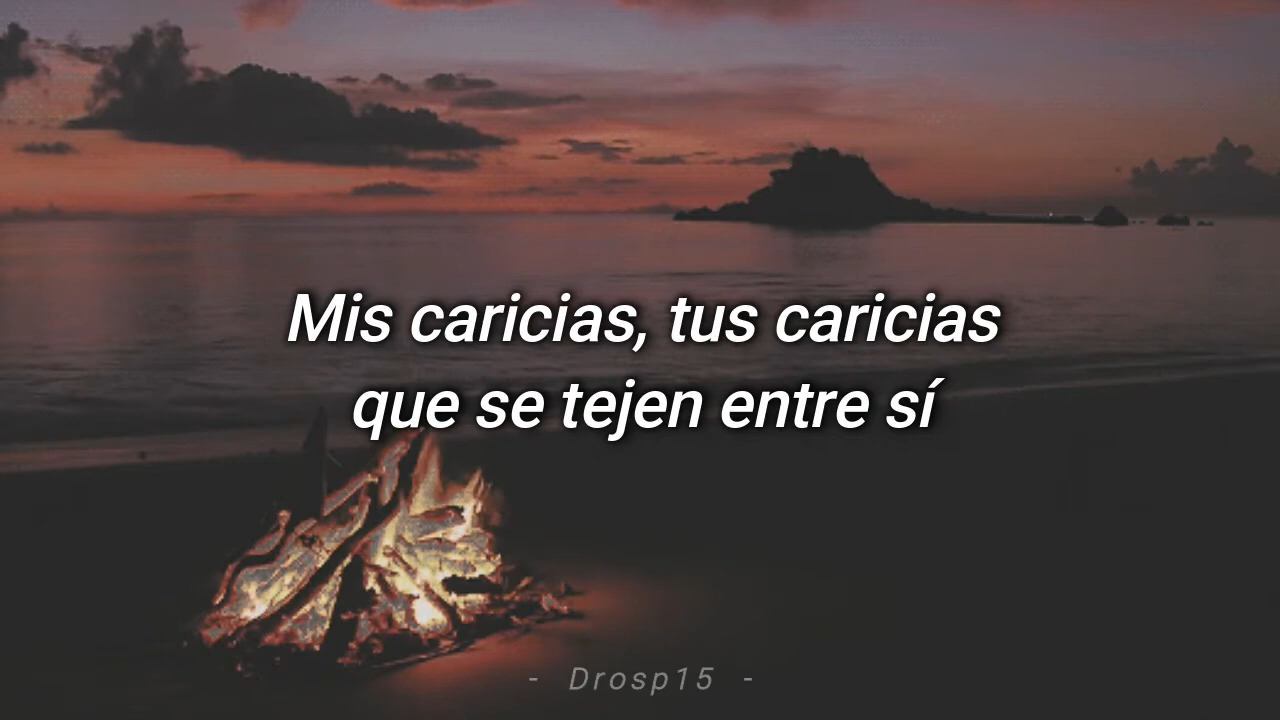 Mis caricias, tus caricias
que se tejen entre sí
- Drosp15 -